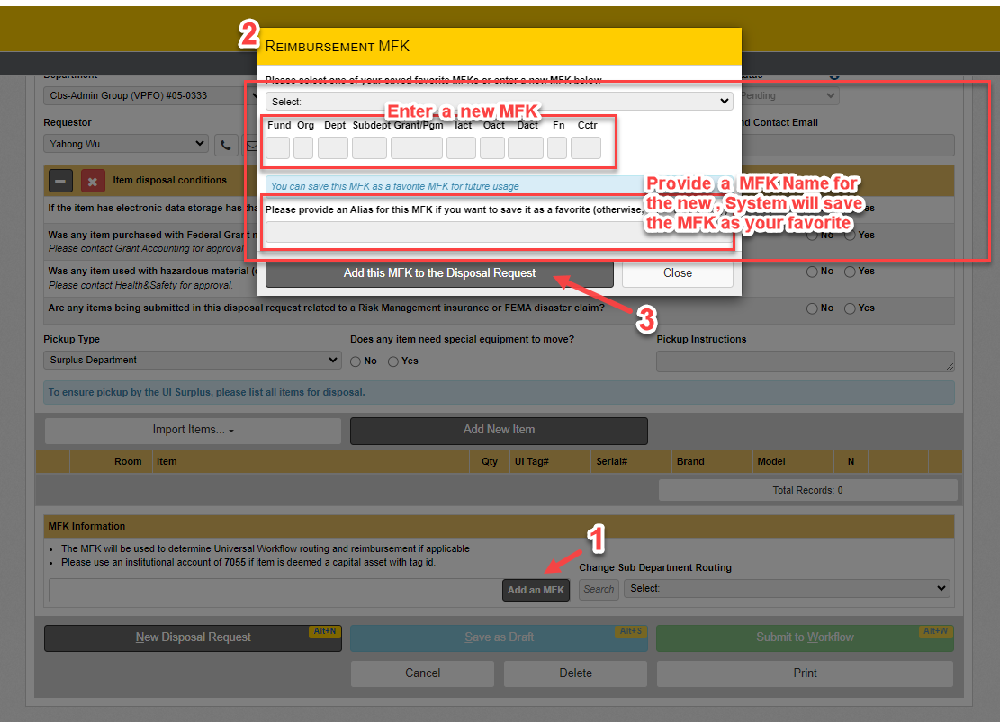 2
REIMBURSEMENT MFK
Department
Please select one of your saved favorite MFKs or enter a new MFK below
Cbs-Admin Group (VPFO) #05-0333
Select:
Pending
Enter a new MFK
Requestor
Fund Org Dept Subdept Grant/Pgm Iact Oact Dact Fn Cctr
Contact Email
Yahong Wu
Item disposal conditions
You can save this MFK as a favorite MFK for future usage
Provide a MFK Name for
the new , System will save
the MFK as your favorite
If the item has electronic data storage has
Please provide an Alias for this MFK if you want to save it as a favorite (otherwise,
Was any item purchased with Federal Grant
No Yes
Please contact Grant Accounting for approval
Was any item used with hazardous material
No Yes
Please contact Health&Safety for approval.
Add this MFK to the Disposal Request
Close
Are any items being submitted in this disposal request related to a Risk Management insurance or FEMA disaster claim?
No Yes
3
Pickup Type
Does any item need special equipment to move?
Pickup Instructions
Surplus Department
No Yes
To ensure pickup by the UI Surplus, please list all items for disposal.
Import Items...
Add New Item
Room Item Qty UI Tag# Serial# Brand Model N
Total Records: 0
MFK Information
1
The MFK will be used to determine Universal Workflow routing and reimbursement if applicable
Please use an institutional account of 7055 if item is deemed a capital asset with tag id.
Change Sub Department Routing
Add an MFK
Search
Select:
New Disposal Request
Alt+N
Save as Draft
Alt+S
Submit to Workflow
Alt+W
Cancel
Delete
Print